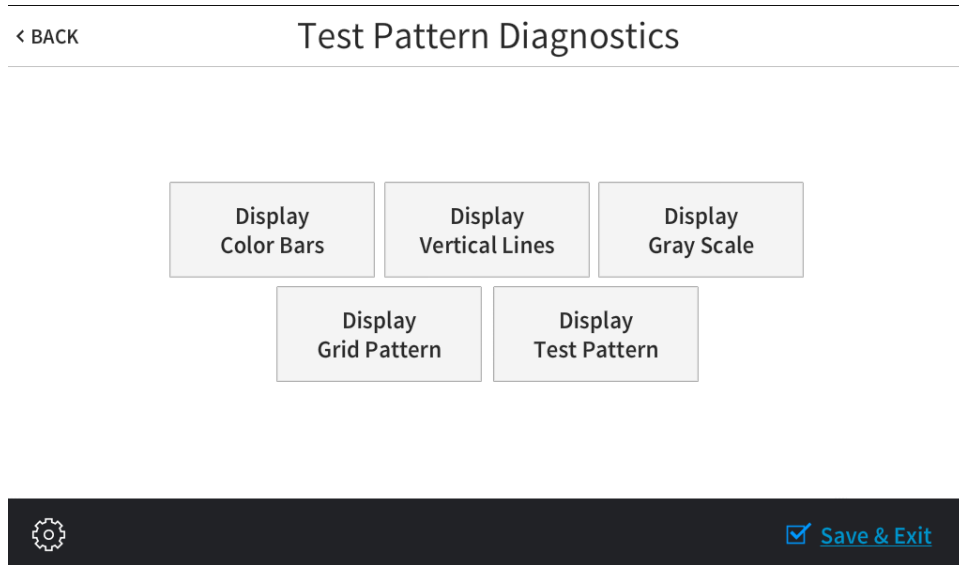 < BACK
Test Pattern Diagnostics
Display
Color Bars
Display
Vertical Lines
Display
Gray Scale
Display
Grid Pattern
Display
Test Pattern
Save & Exit